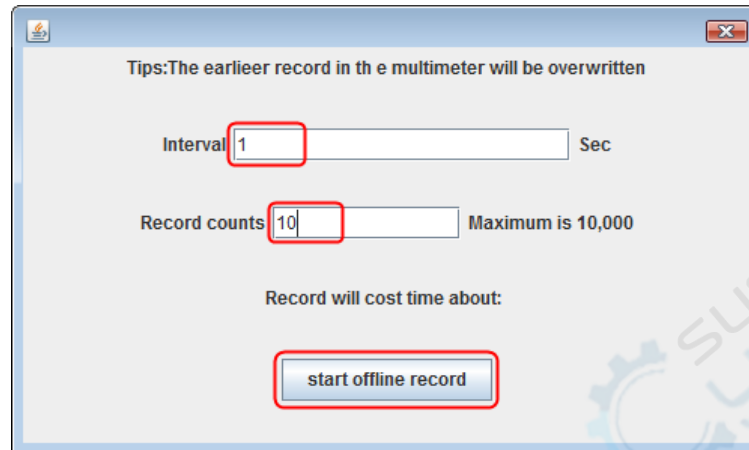 Tips:The earlieer record in th e multimeter will be overwritten
Interval 1 Sec
Record counts 10 Maximum is 10,000
Record will cost time about:
start offline record